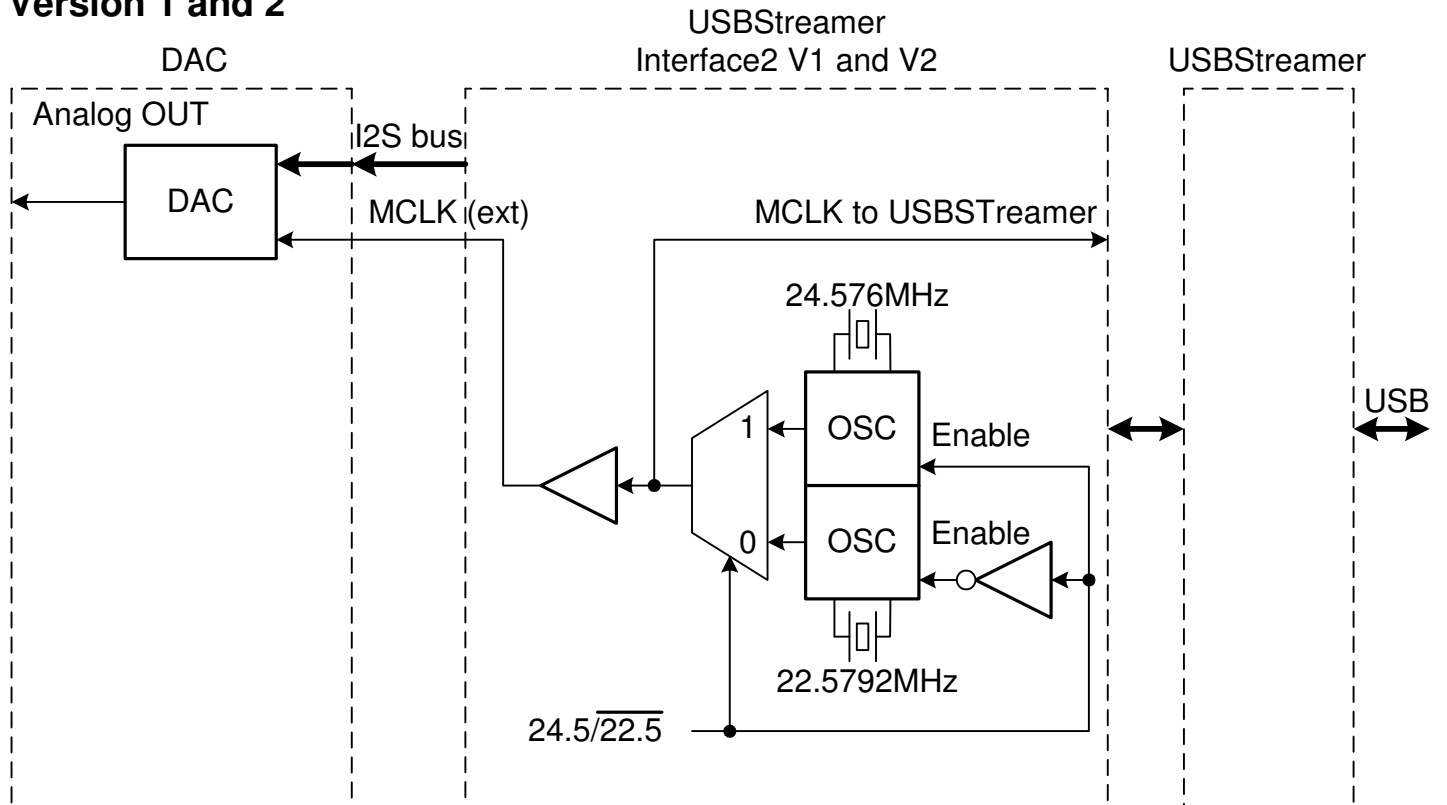 Version 1 and 2
USBStreamer
Interface2 V1 and V2
DAC
USBStreamer
Analog OUT
I2S bus
DAC
MCLK (ext)
MCLK to USBSTreamer
24.576MHz
USB
1
OSC
Enable
0
OSC
Enable
22.5792MHz
24.5/22.5